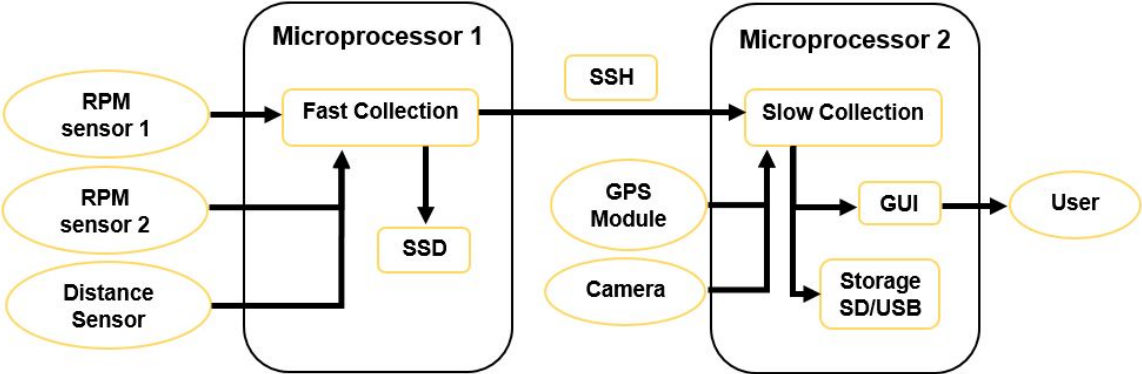 Microprocessor 1
Microprocessor 2
RPM
sensor 1
Fast Collection
SSH
Slow Collection
RPM
sensor 2
SSD
GPS
Module
GUI
User
Distance
Sensor
Camera
Storage
SD/USB